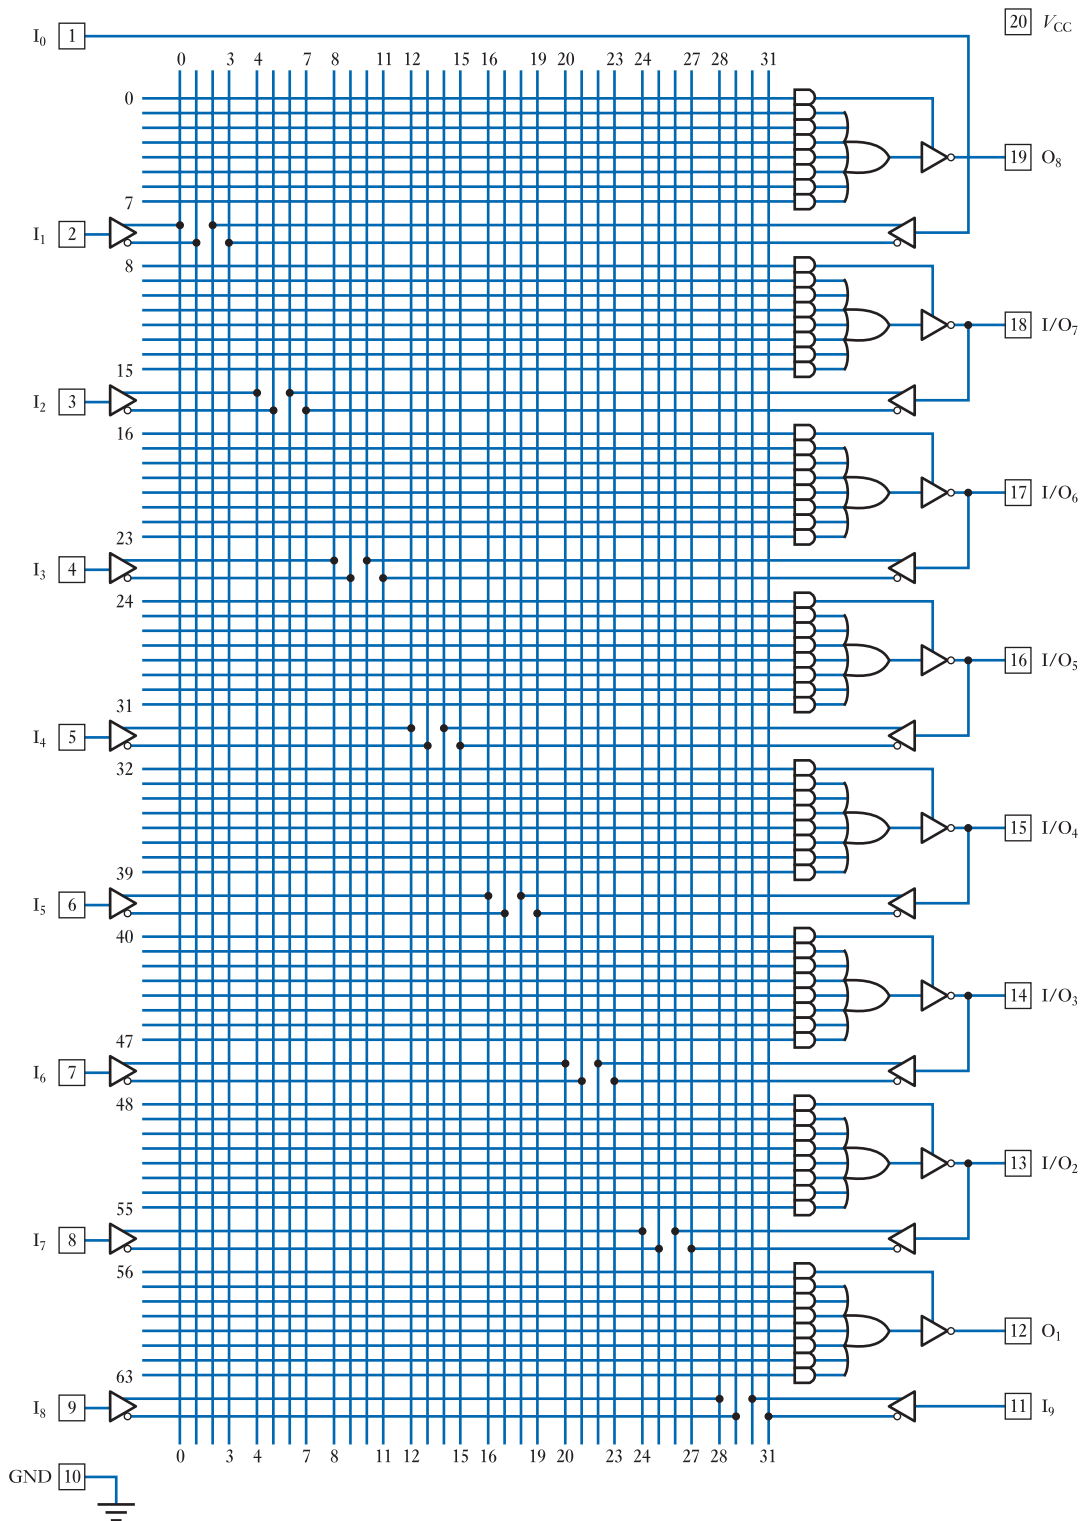 20 V_CC
I₀ 1
0 3 4 7 8 11 12 15 16 19 20 23 24 27 28 31
0
19 O₈
7
I₁ 2
8
18 I/O₇
15
I₂ 3
16
17 I/O₆
23
I₃ 4
24
16 I/O₅
31
I₄ 5
32
15 I/O₄
39
I₅ 6
40
14 I/O₃
47
I₆ 7
48
13 I/O₂
55
I₇ 8
56
12 O₁
63
I₈ 9
11 I₉
0 3 4 7 8 11 12 15 16 19 20 23 24 27 28 31
GND 10